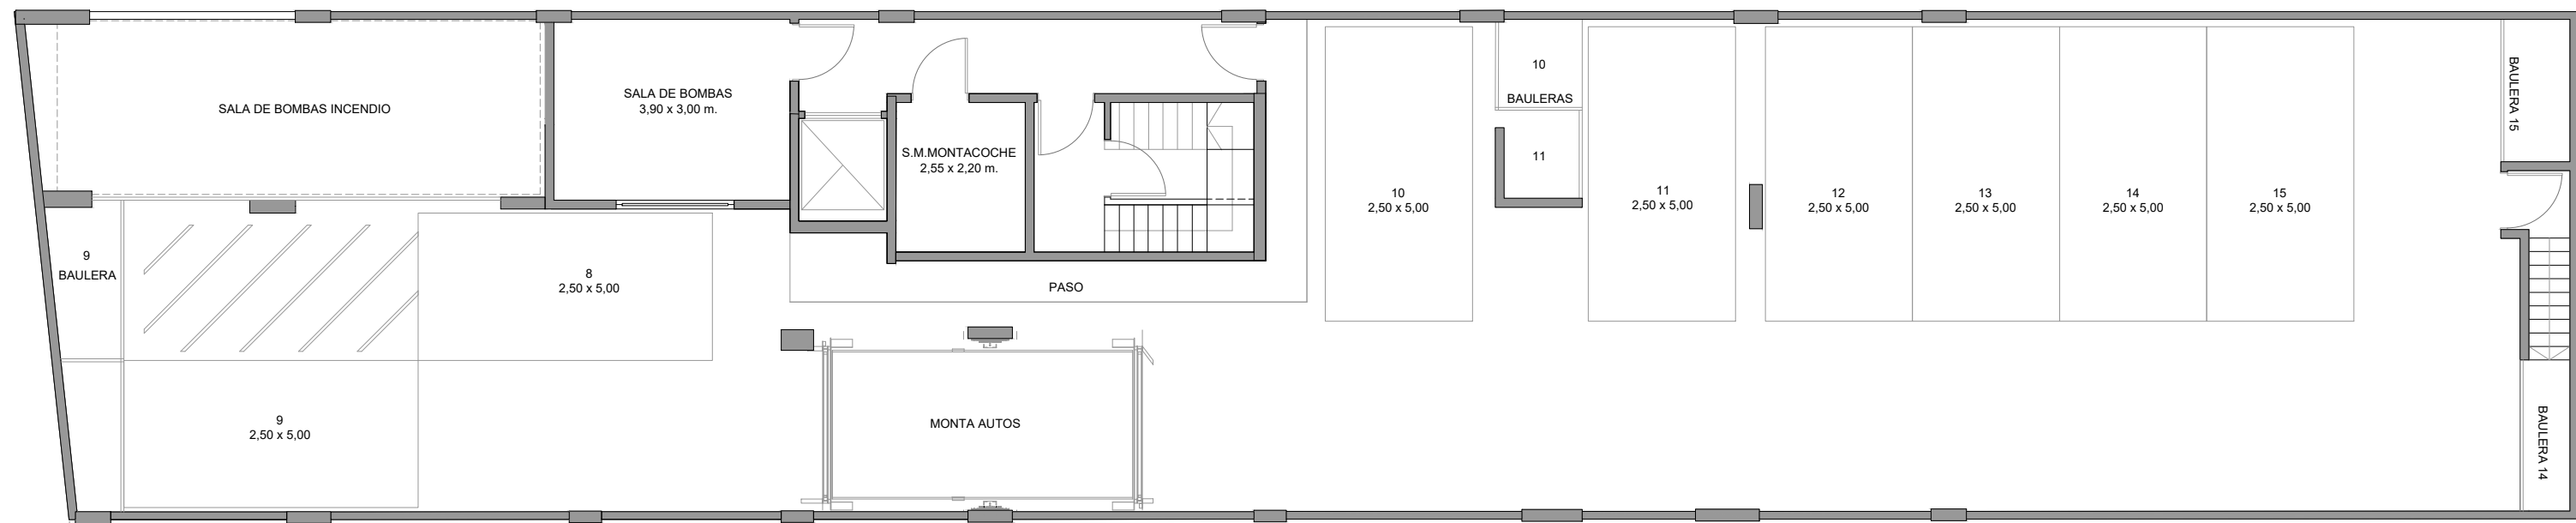 SALA DE BOMBAS INCENDIO
SALA DE BOMBAS
3,90 x 3,00 m.
S.M.MONTACOCHE
2,55 x 2,20 m.
10
BAULERAS
11
BAULERA 15
10
2,50 x 5,00
11
2,50 x 5,00
12
2,50 x 5,00
13
2,50 x 5,00
14
2,50 x 5,00
15
2,50 x 5,00
9
BAULERA
8
2,50 x 5,00
PASO
9
2,50 x 5,00
MONTA AUTOS
BAULERA 14